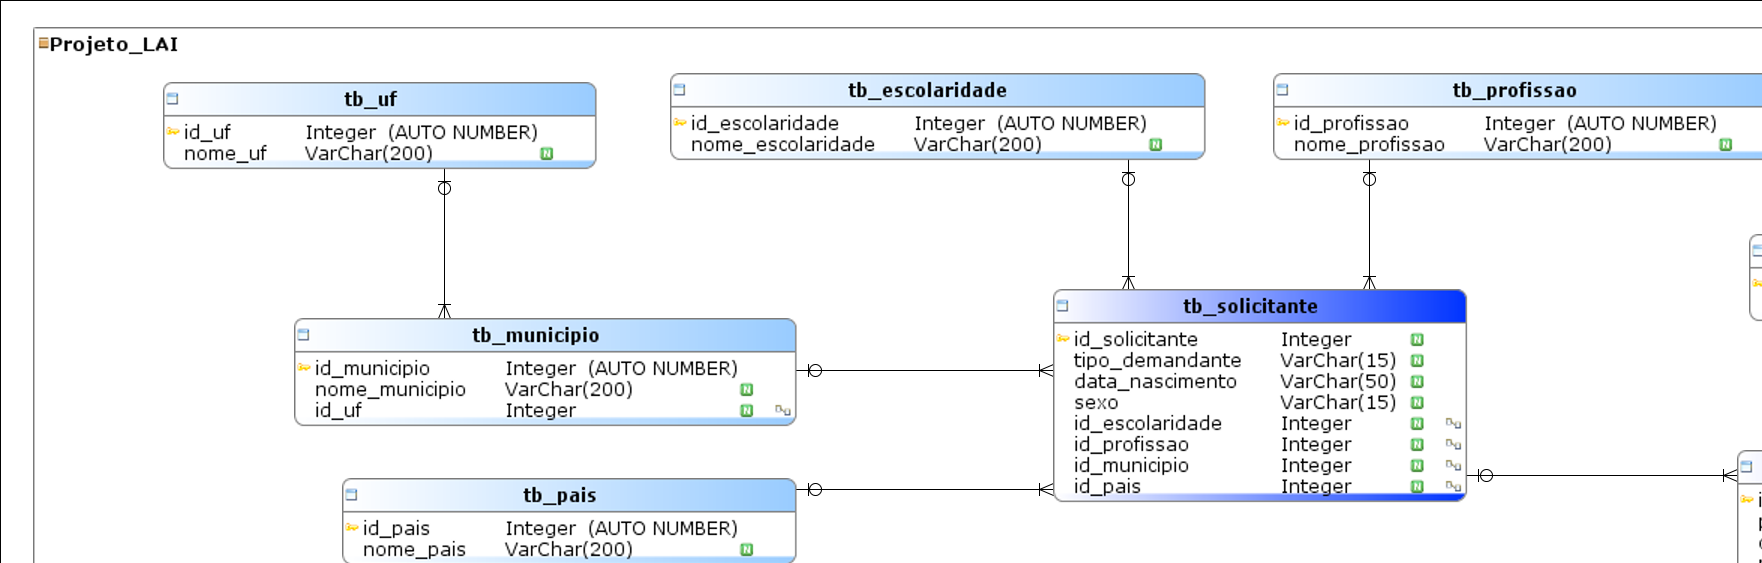 Projeto_LAI
tb_uf
id_uf Integer (AUTO NUMBER)
nome_uf VarChar(200) N
tb_escolaridade
id_escolaridade Integer (AUTO NUMBER)
nome_escolaridade VarChar(200) N
tb_profissao
id_profissao Integer (AUTO NUMBER)
nome_profissao VarChar(200) N
tb_municipio
id_municipio Integer (AUTO NUMBER)
nome_municipio VarChar(200) N
id_uf Integer N
tb_solicitante
id_solicitante Integer N
tipo_demandante VarChar(15) N
data_nascimento VarChar(50) N
sexo VarChar(15) N
id_escolaridade Integer N
id_profissao Integer N
id_municipio Integer N
id_pais Integer N
tb_pais
id_pais Integer (AUTO NUMBER)
nome_pais VarChar(200) N